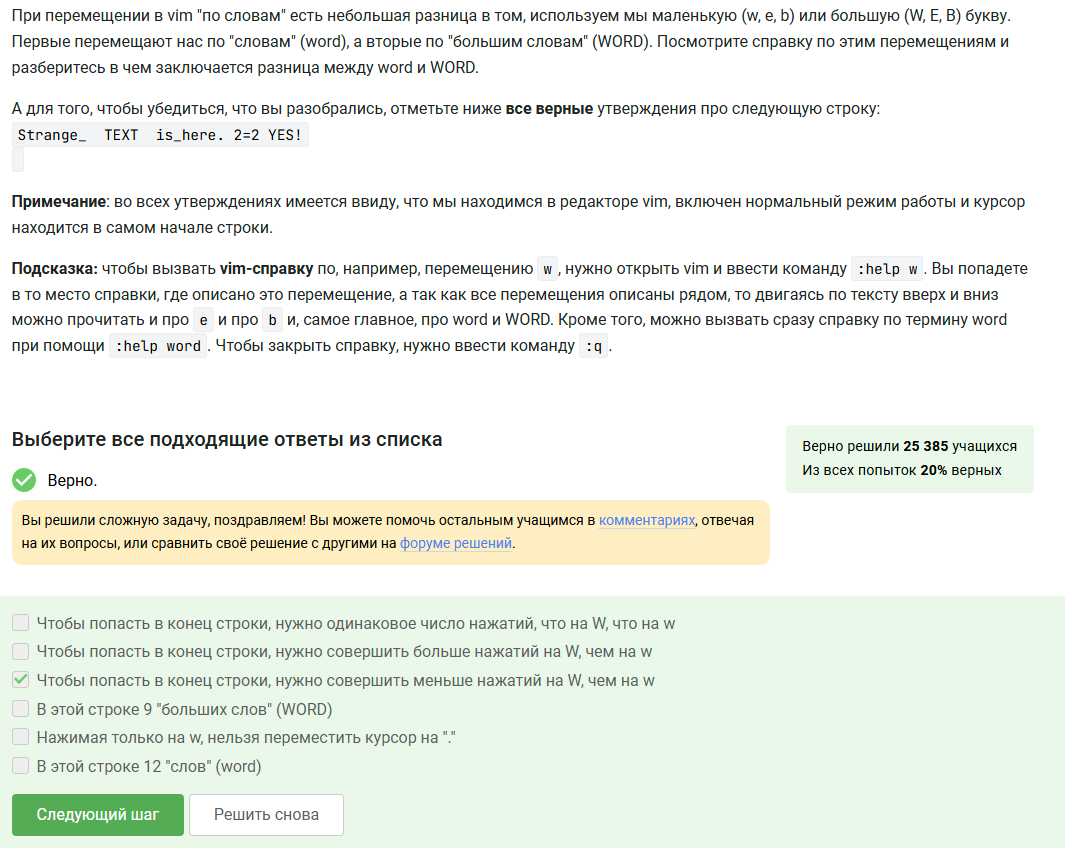 При перемещении в vim "по словам" есть небольшая разница в том, используем мы маленькую (w, e, b) или большую (W, E, B) букву.
Первые перемещают нас по "словам" (word), а вторые по "большим словам" (WORD). Посмотрите справку по этим перемещениям и
разберитесь в чем заключается разница между word и WORD.
А для того, чтобы убедиться, что вы разобрались, отметьте ниже все верные утверждения про следующую строку:
Strange_  TEXT  is_here. 2=2 YES!
Примечание: во всех утверждениях имеется ввиду, что мы находимся в редакторе vim, включен нормальный режим работы и курсор
находится в самом начале строки.
Подсказка: чтобы вызвать vim-справку по, например, перемещению w, нужно открыть vim и ввести команду :help w. Вы попадете
в то место справки, где описано это перемещение, а так как все перемещения описаны рядом, то двигаясь по тексту вверх и вниз
можно прочитать и про e и про b и, самое главное, про word и WORD. Кроме того, можно вызвать сразу справку по термину word
при помощи :help word. Чтобы закрыть справку, нужно ввести команду :q.
Выберите все подходящие ответы из списка
Верно решили 25 385 учащихся
Из всех попыток 20% верных
Верно.
Вы решили сложную задачу, поздравляем! Вы можете помочь остальным учащимся в комментариях, отвечая
на их вопросы, или сравнить своё решение с другими на форуме решений.
Чтобы попасть в конец строки, нужно одинаковое число нажатий, что на W, что на w
Чтобы попасть в конец строки, нужно совершить больше нажатий на W, чем на w
Чтобы попасть в конец строки, нужно совершить меньше нажатий на W, чем на w
В этой строке 9 "больших слов" (WORD)
Нажимая только на w, нельзя переместить курсор на "."
В этой строке 12 "слов" (word)
Следующий шаг
Решить снова